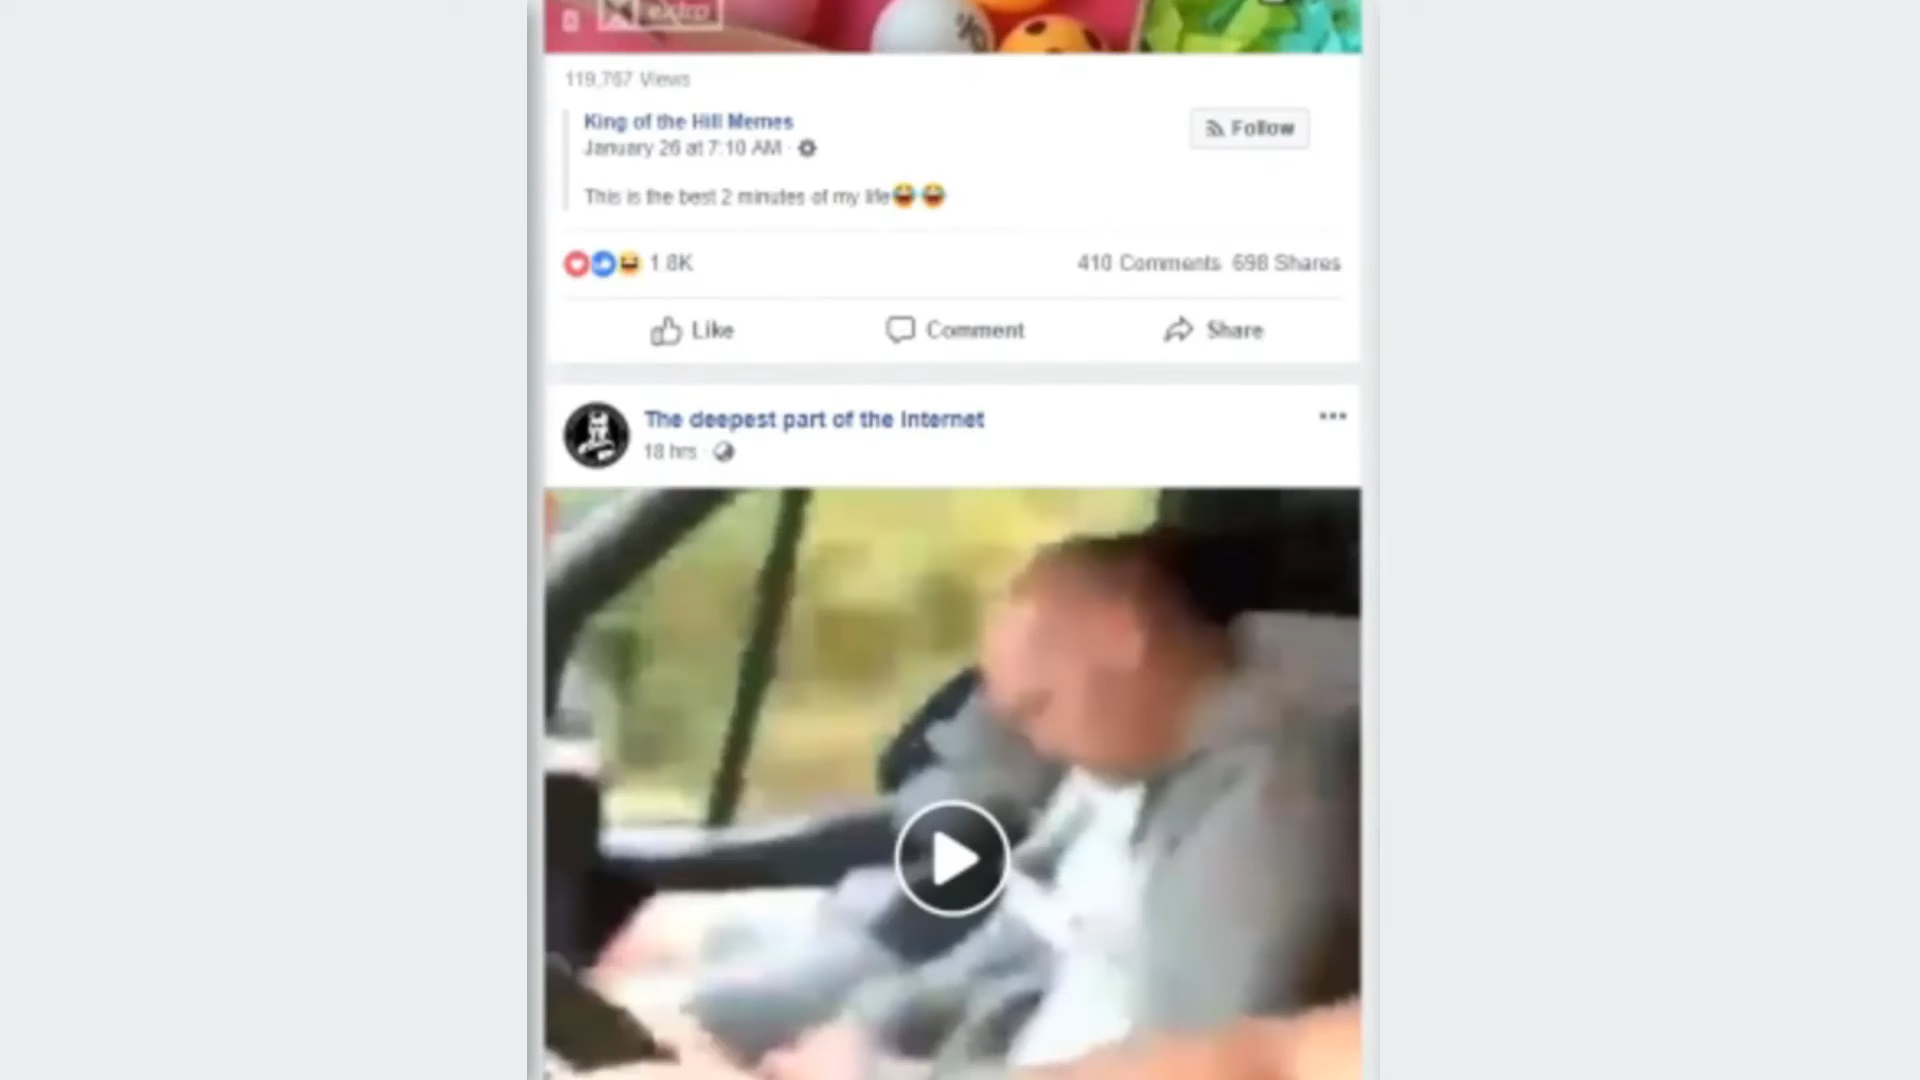 119,767 Views
King of the Hill Memes
Follow
January 26 at 7:10 AM
This is the best 2 minutes of my life😂 😂
1.8K
410 Comments 698 Shares
Like
Comment
Share
The deepest part of the Internet
18 hrs